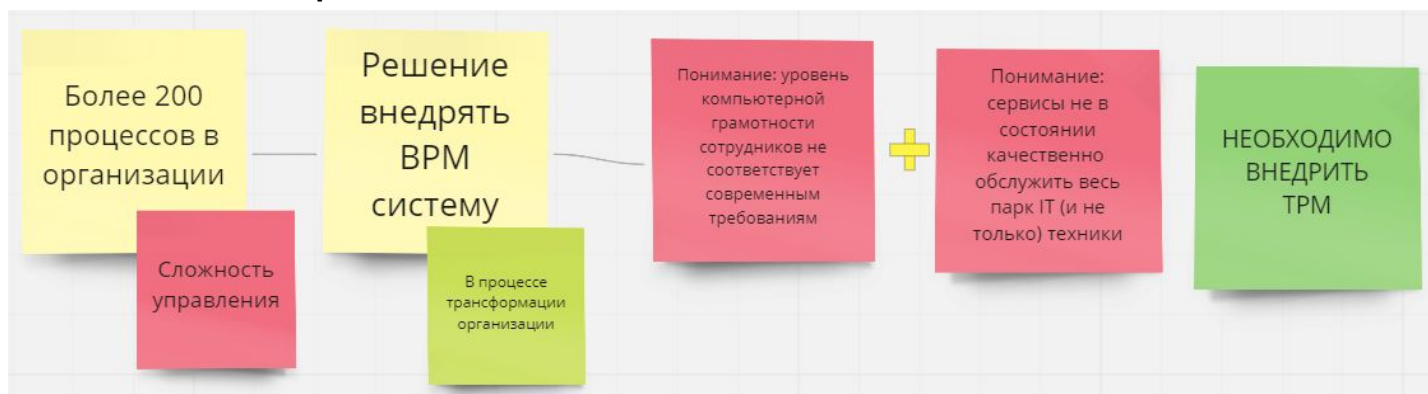 Более 200
процессов в
организации
Сложность
управления
Решение
внедрять
BPM
систему
В процессе
трансформации
организации
Понимание: уровень
компьютерной
грамотности
сотрудников не
соответствует
современным
требованиям
Понимание:
сервисы не в
состоянии
качественно
обслужить весь
парк IT (и не
только) техники
НЕОБХОДИМО
ВНЕДРИТЬ
TPM